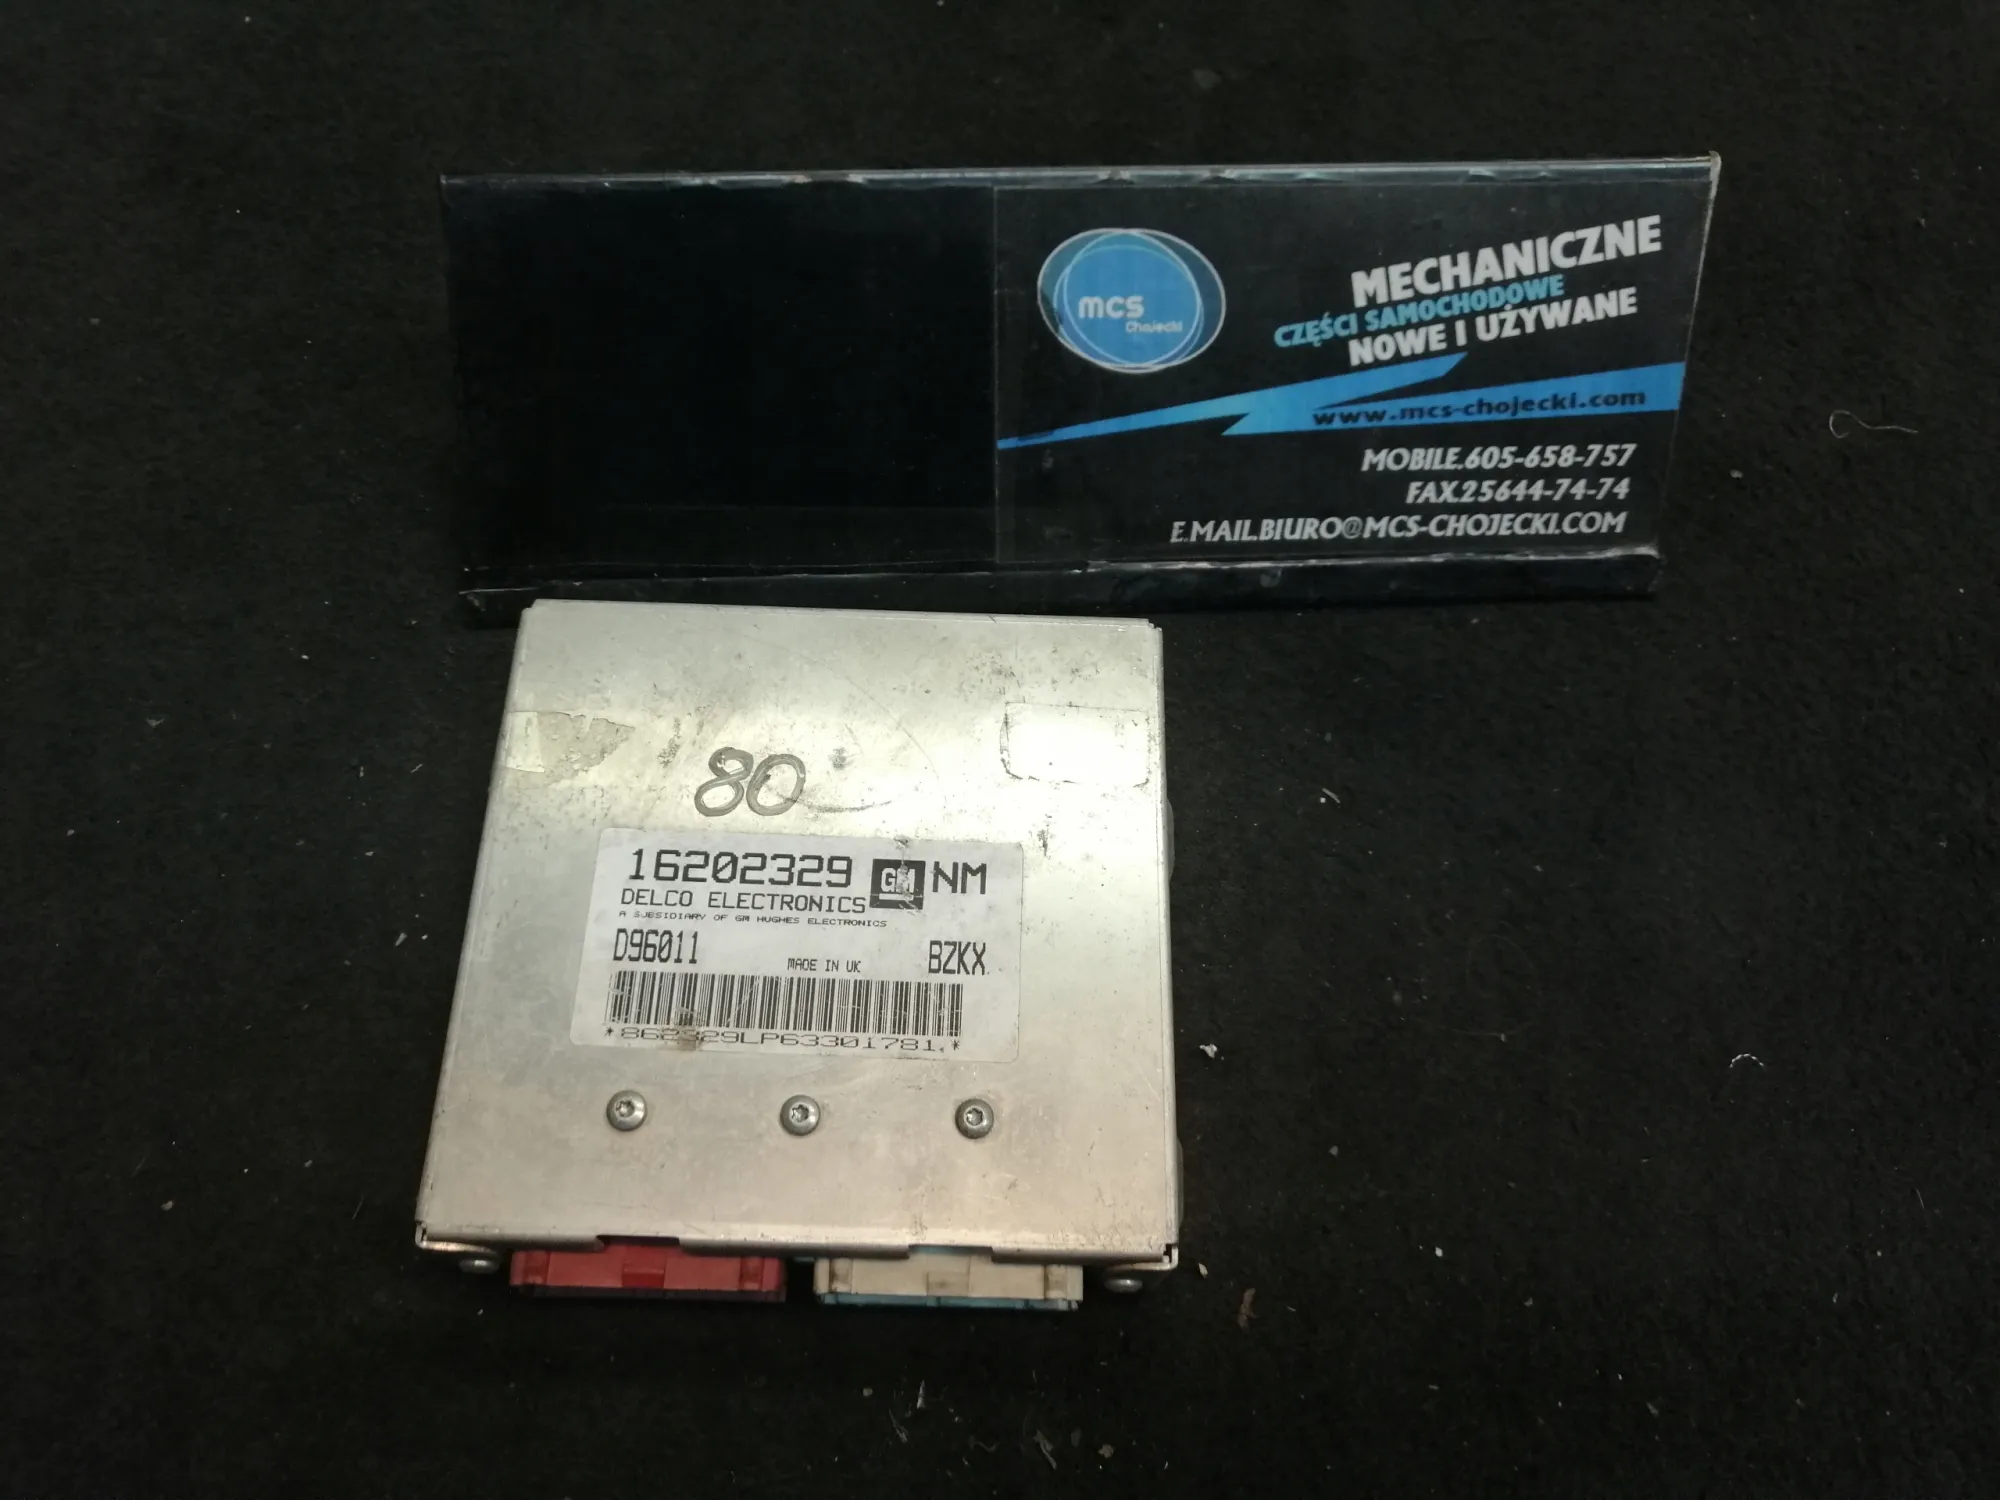 mcs
Chojecki
MECHANICZNE
CZĘŚCI SAMOCHODOWE
NOWE I UŻYWANE
www.mcs-chojecki.com
MOBILE.605-658-757
FAX.25644-74-74
E.MAIL.BIURO@MCS-CHOJECKI.COM
80
16202329 GM NM
DELCO ELECTRONICS
A SUBSIDIARY OF GM HUGHES ELECTRONICS
D96011 MADE IN UK BZKX
*862329LP63301781.*